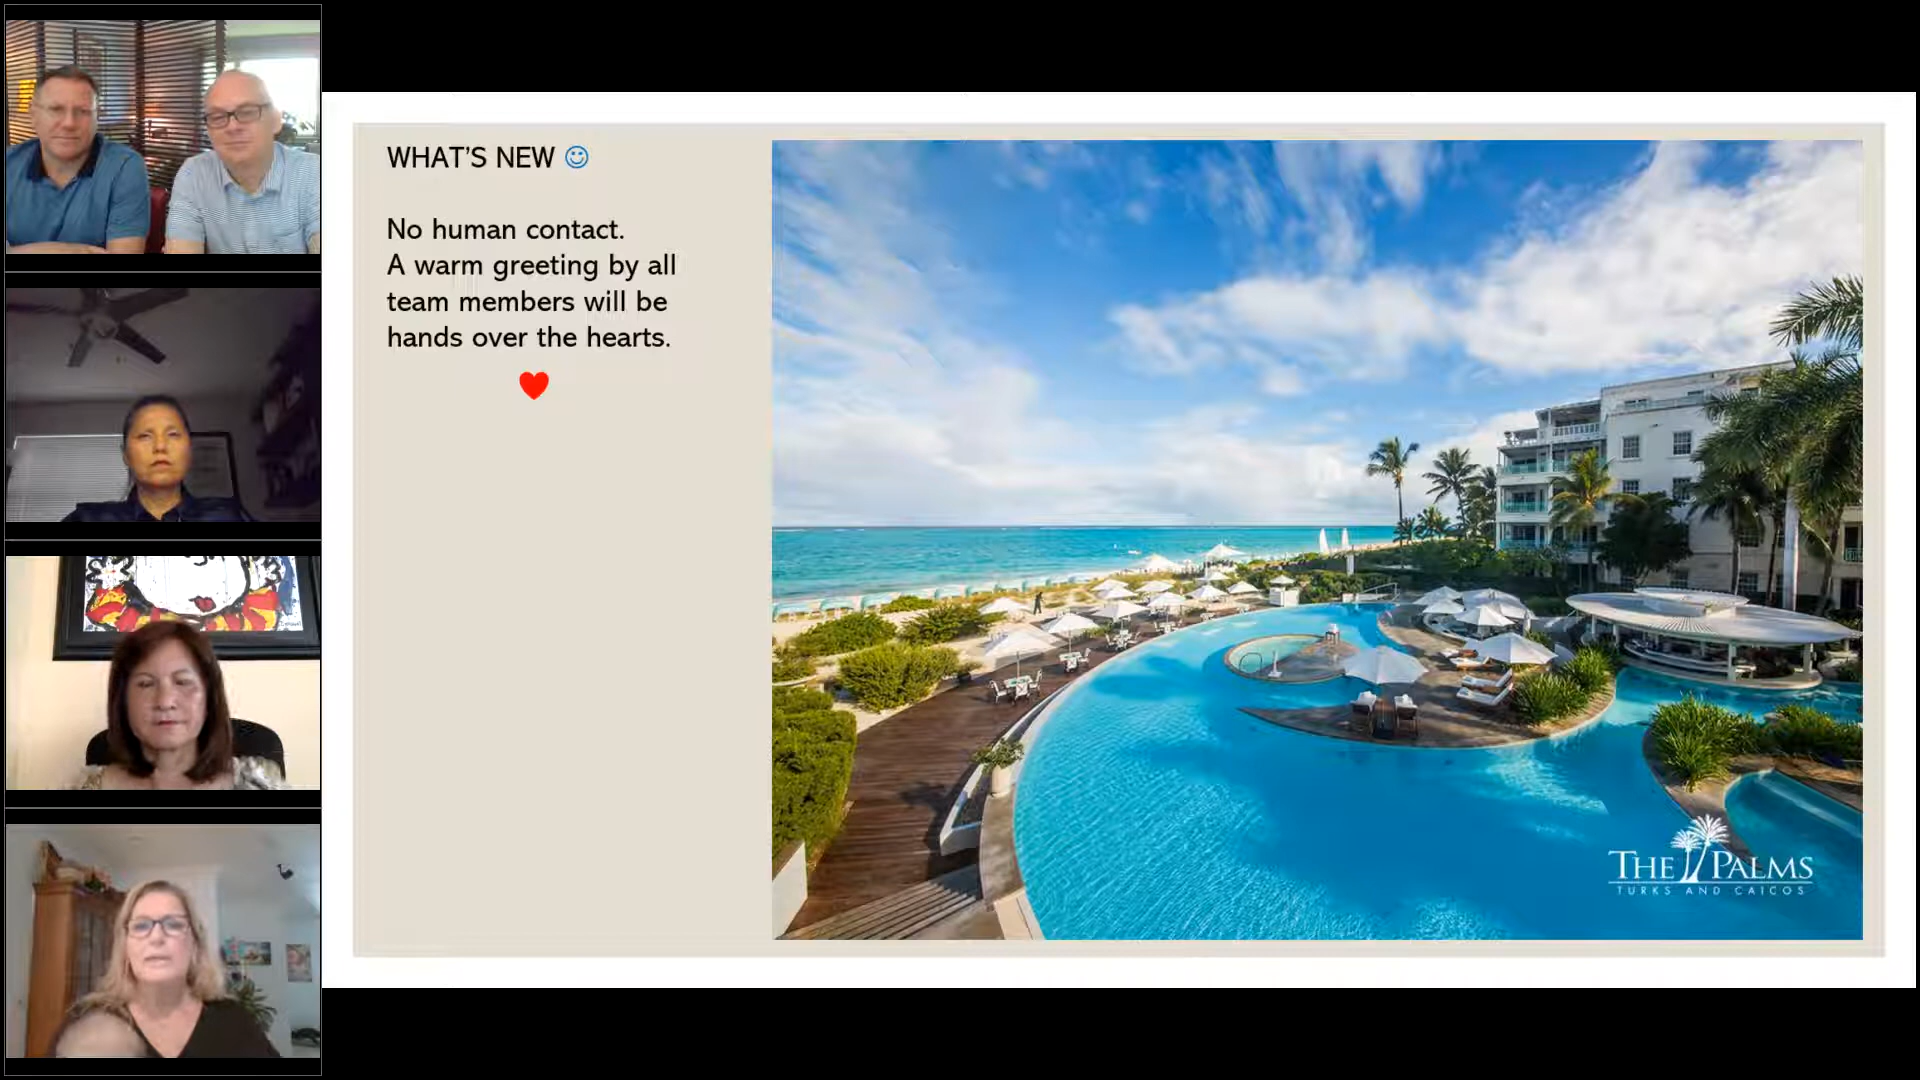 WHAT’S NEW ☺
No human contact.
A warm greeting by all
team members will be
hands over the hearts.
THE PALMS
TURKS AND CAICOS